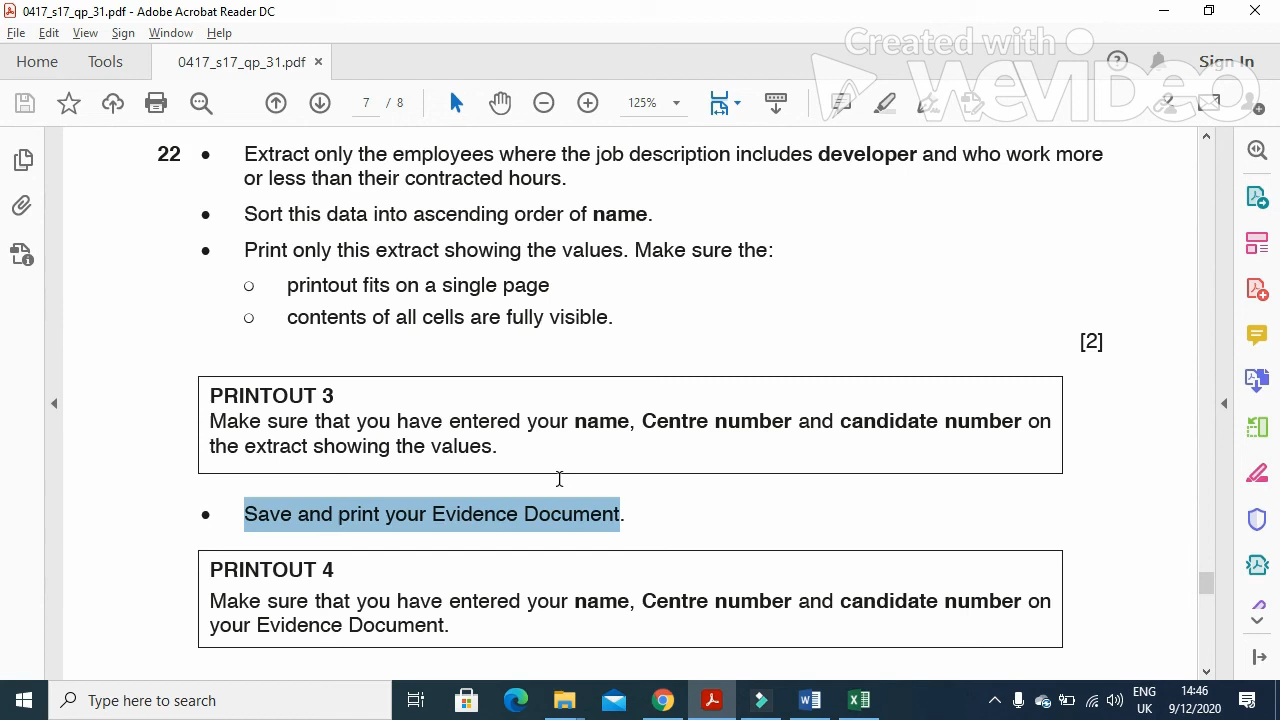 0417_s17_qp_31.pdf - Adobe Acrobat Reader DC
File Edit View Sign Window Help
Home Tools 0417_s17_qp_31.pdf × Sign In
7 / 8 125%
Created with
WeVideo
22 • Extract only the employees where the job description includes developer and who work more
or less than their contracted hours.
• Sort this data into ascending order of name.
• Print only this extract showing the values. Make sure the:
○ printout fits on a single page
○ contents of all cells are fully visible.
[2]
PRINTOUT 3
Make sure that you have entered your name, Centre number and candidate number on
the extract showing the values.
• Save and print your Evidence Document.
PRINTOUT 4
Make sure that you have entered your name, Centre number and candidate number on
your Evidence Document.
Type here to search
ENG
UK
14:46
9/12/2020